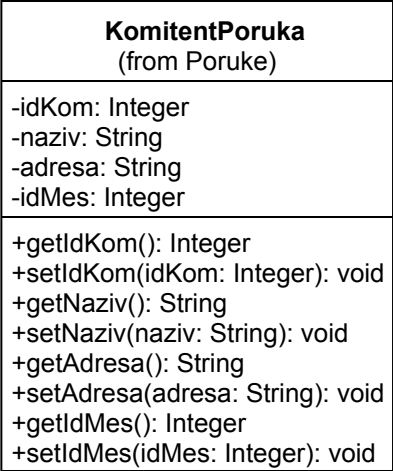 KomitentPoruka
(from Poruke)
-idKom: Integer
-naziv: String
-adresa: String
-idMes: Integer
+getIdKom(): Integer
+setIdKom(idKom: Integer): void
+getNaziv(): String
+setNaziv(naziv: String): void
+getAdresa(): String
+setAdresa(adresa: String): void
+getIdMes(): Integer
+setIdMes(idMes: Integer): void